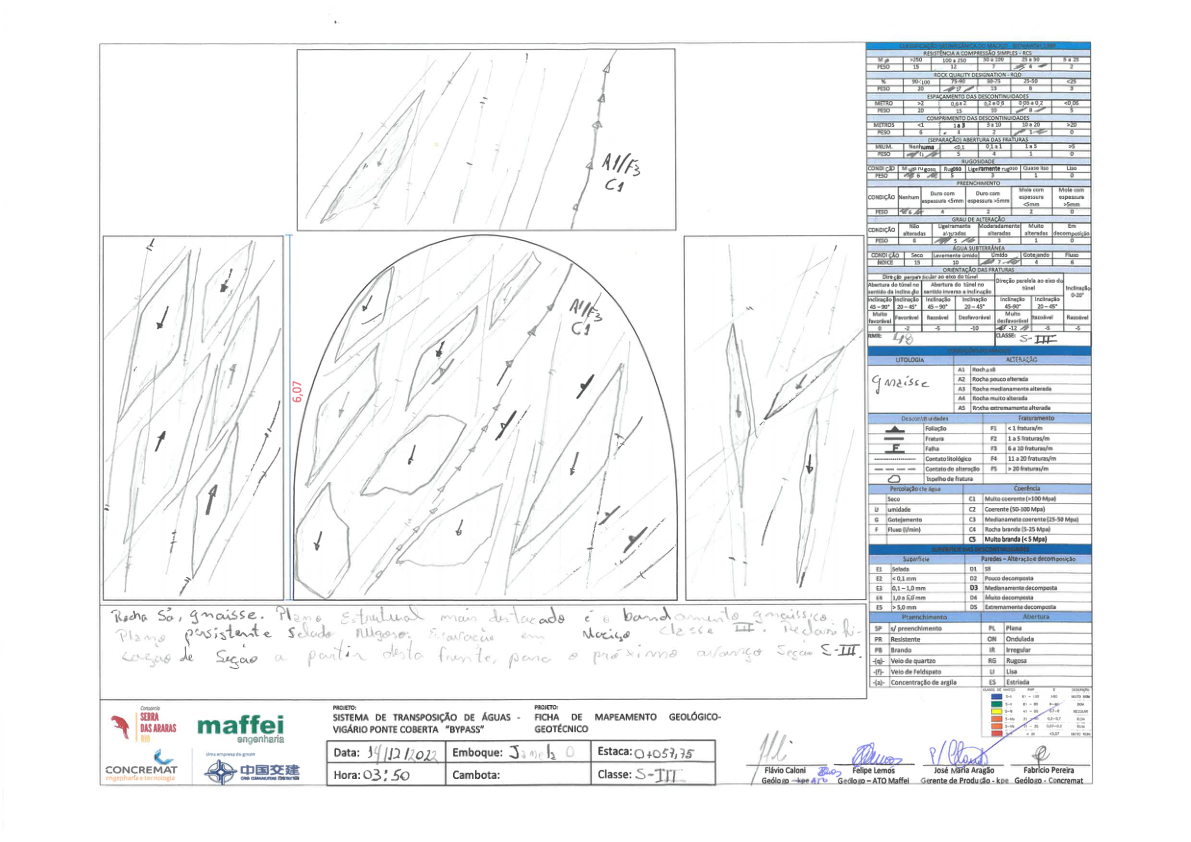 A1/F3
C1
A1/F3
C1
6,07
Rocha Sã, gnaisse. Plano Estrutural mais destacado é o bandamento gnaissico.
Plano persistente Selado Rugoso. Escavação em Maciço classe III. Reclassifi-
cação de Seção a partir desta frente, para o próximo avanço Seção S-III.
RESISTÊNCIA A COMPRESSÃO SIMPLES - RCS
>250 100 a 250 50 a 100 25 a 50 5 a 25
PESO 15 12 7 4 2
ROCK QUALITY DESIGNATION - RQD
% 90-100 75-90 50-75 25-50 <25
PESO 20 13 8 3
ESPAÇAMENTO DAS DESCONTINUIDADES
METRO >2 0,6 a 2 0,2 a 0,6 0,06 a 0,2 <0,06
PESO 20 15 10 8 5
COMPRIMENTO DAS DESCONTINUIDADES
METROS <1 1 a 3 3 a 10 10 a 20 >20
PESO 6 4 2 1 0
(SEPARAÇÃO) ABERTURA DAS FRATURAS
Nenhuma <0,1 0,1 a 1 1 a 5 >5
PESO 5 4 1 0
RUGOSIDADE
CONDIÇÃO Muito rugoso Rugoso Ligeiramente rugoso Quase liso Liso
PESO 6 5 3 1 0
PREENCHIMENTO
CONDIÇÃO Nenhum Duro com espessura <5mm Duro com espessura >5mm Mole com espessura <5mm Mole com espessura >5mm
PESO 4 2 2 0
GRAU DE ALTERAÇÃO
CONDIÇÃO Não alteradas Ligeiramente alteradas Moderadamente alteradas Muito alteradas Em decomposição
PESO 6 5 3 1 0
ÁGUA SUBTERRÂNEA
CONDIÇÃO Seco Levemente úmido Úmido Gotejando Fluxo
ÍNDICE 15 10 7 4
ORIENTAÇÃO DAS FRATURAS
Direção perpendicular ao eixo do túnel
Direção paralela ao eixo do túnel
Inclinação 0-20°
Abertura do túnel no sentido da inclinação
Abertura do túnel no sentido inverso a inclinação
Inclinação 45 – 90° Inclinação 20 – 45° Inclinação 45 – 90° Inclinação 20 – 45° Inclinação 45-90° Inclinação 20 – 45°
Muito favorável Favorável Razoável Desfavorável Muito desfavorável Razoável Razoável
0 -2 -5 -10 -12 -5 -5
RMR: 48 CLASSE: S-III
LITOLOGIA ALTERAÇÃO
gnaisse
A1 Rocha sã
A2 Rocha pouco alterada
A3 Rocha medianamente alterada
A4 Rocha muito alterada
A5 Rocha extremamente alterada
Descontinuidades Fraturamento
Foliação F1 < 1 fratura/m
Fratura F2 1 a 5 fraturas/m
F Falha F3 6 a 10 fraturas/m
Contato litológico F4 11 a 20 fraturas/m
Contato de alteração F5 > 20 fraturas/m
Espelho de fratura
Percolação de Água Coerência
Seco C1 Muito coerente (>100 Mpa)
U umidade C2 Coerente (50-100 Mpa)
G Gotejamento C3 Medianamete coerente (25-50 Mpa)
F Fluxo (l/min) C4 Rocha branda (5-25 Mpa)
C5 Muito branda (< 5 Mpa)
SUPERFÍCIE DAS DESCONTINUIDADES
Superfície Paredes – Alteração e decomposição
E1 Selada D1 Sã
E2 < 0,1 mm D2 Pouco decomposta
E3 0,1 – 1,0 mm D3 Medianamente decomposta
E4 1,0 a 5,0 mm D4 Muito decomposta
E5 > 5,0 mm D5 Extremamente decomposta
Preenchimento Abertura
SP s/ preenchimento PL Plana
PR Resistente ON Ondulada
PB Brando IR Irregular
-(q)- Veio de quartzo RG Rugosa
-(f)- Veio de Feldspato LI Lisa
-(a)- Concentração de argila ES Estriada
Consórcio
SERRA
DAS ARARAS
maffei
engenharia
CONCREMAT
engenharia e tecnologia
Uma empresa do grupo
中国交建
PROJETO:
SISTEMA DE TRANSPOSIÇÃO DE ÁGUAS -
VIGÁRIO PONTE COBERTA “BYPASS”
PROJETO:
FICHA DE MAPEAMENTO GEOLÓGICO-
GEOTÉCNICO
Data: 14/12/2022 Emboque: Janela O Estaca: 0+057,75
Hora: 03:50 Cambota: Classe: S-III
Flávio Caloni Felipe Lemos José Maria Aragão Fabrício Pereira
Geólogo - kpe ATO Geólogo – ATO Maffei Gerente de Produção - kpe Geólogo - Concremat